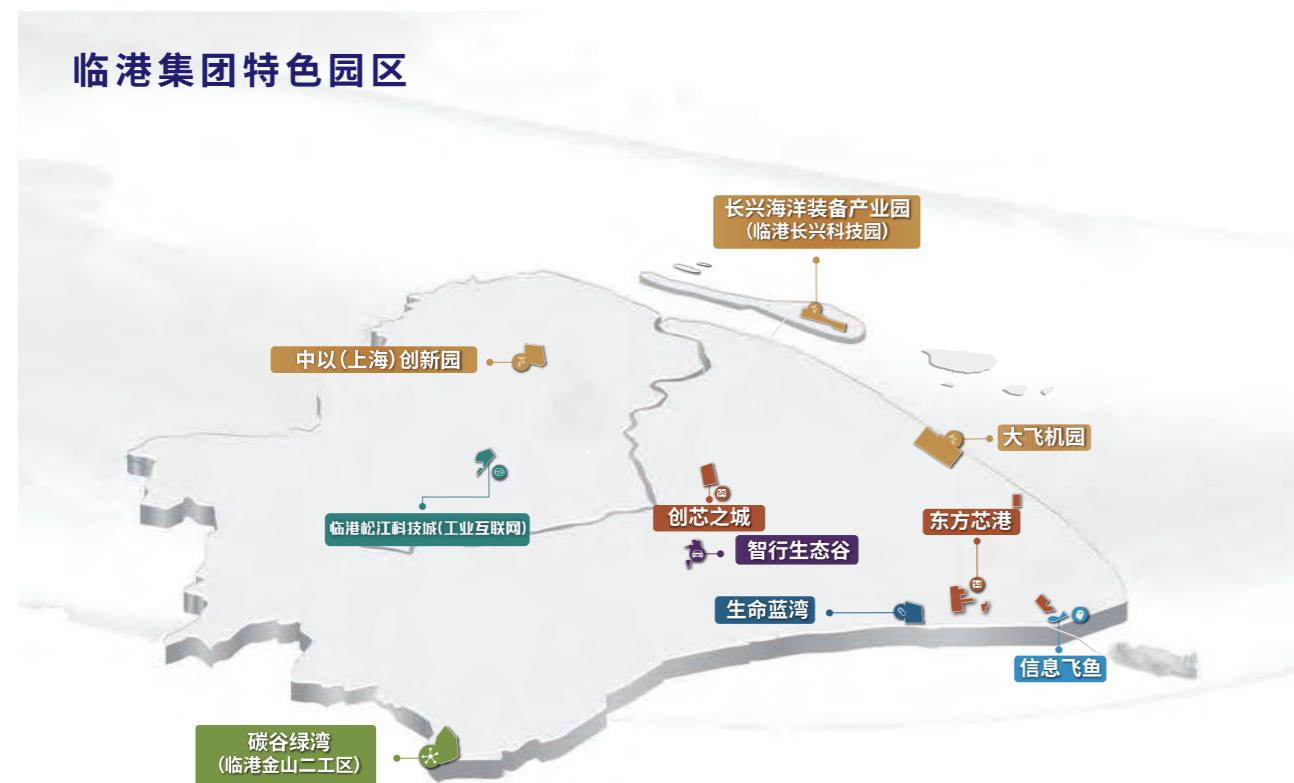 临港集团特色园区
长兴海洋装备产业园
(临港长兴科技园)
中以(上海)创新园
大飞机园
临港松江科技城(工业互联网)
创芯之城
东方芯港
智行生态谷
生命蓝湾
信息飞鱼
碳谷绿湾
(临港金山二工区)